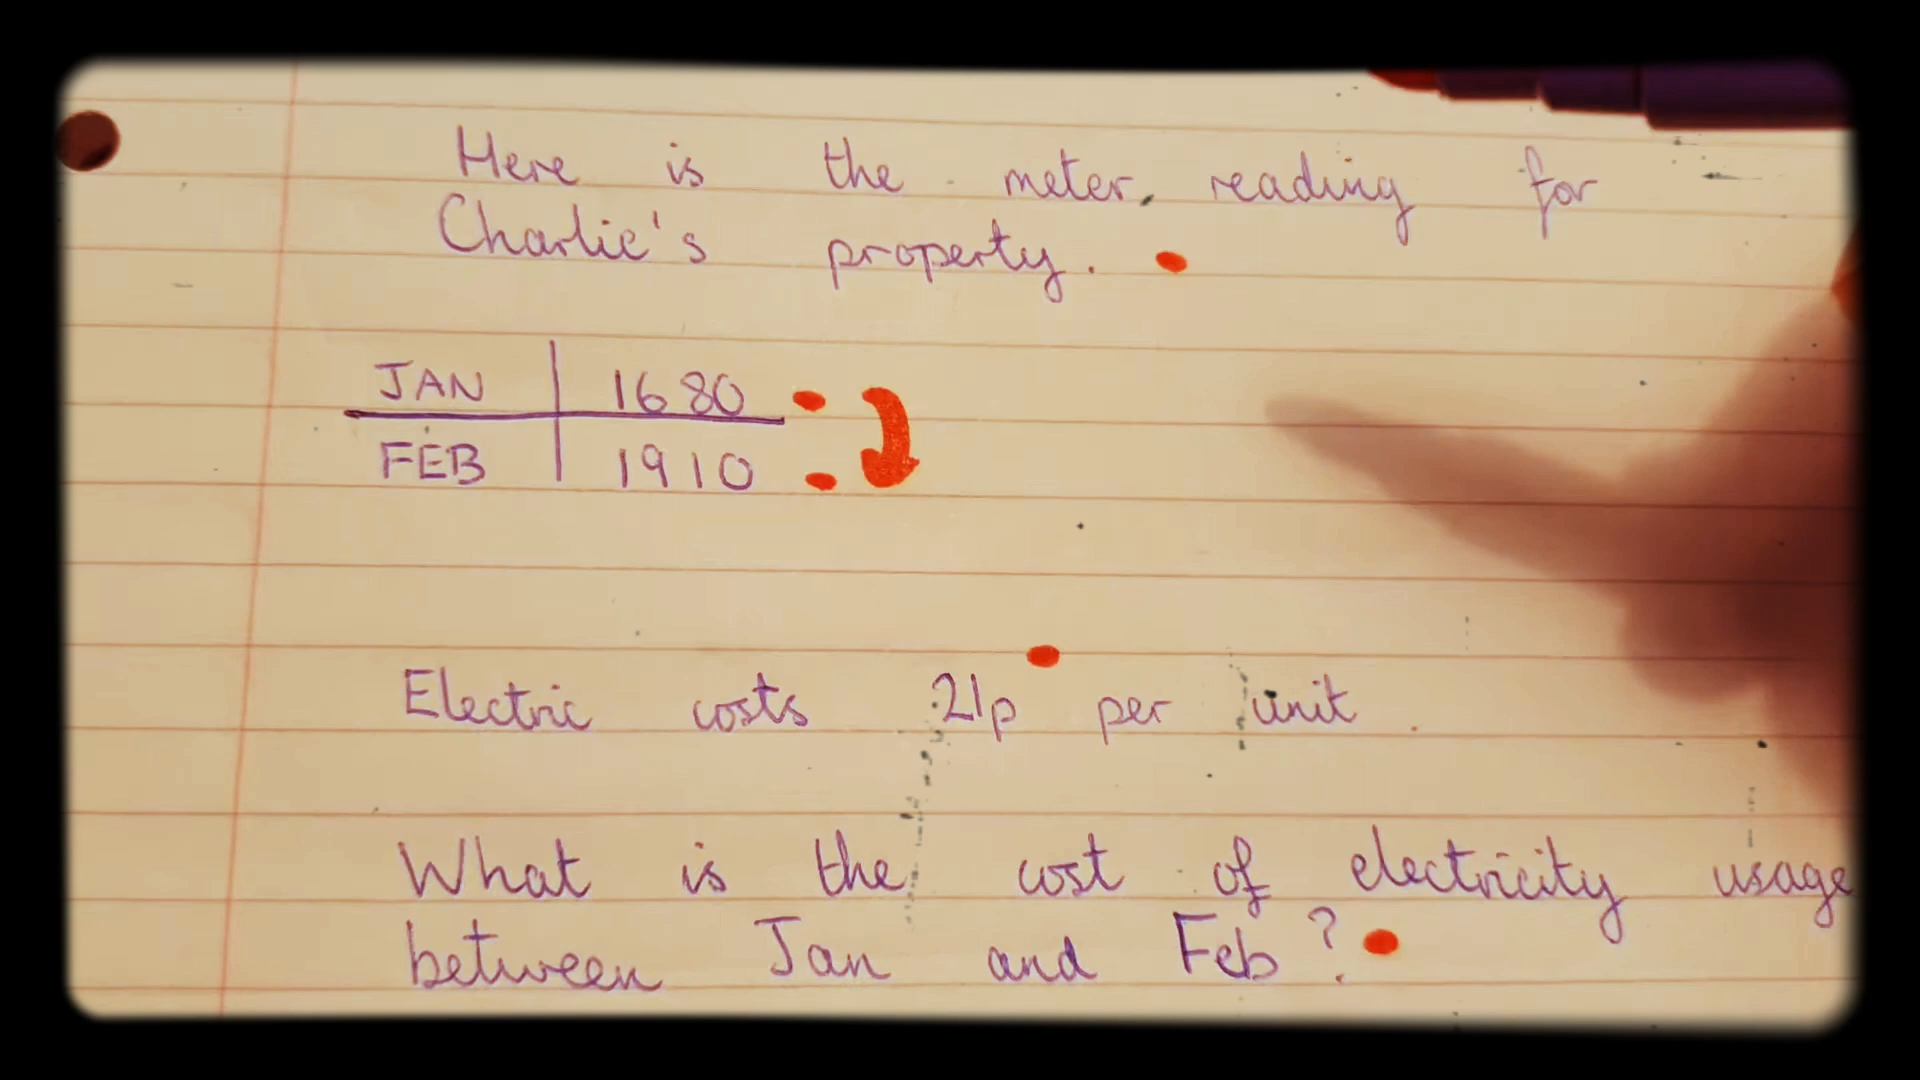 Here is the meter reading for
Charlie's property.
JAN 1680
FEB 1910
Electric costs 21p per unit
What is the cost of electricity usage
between Jan and Feb?